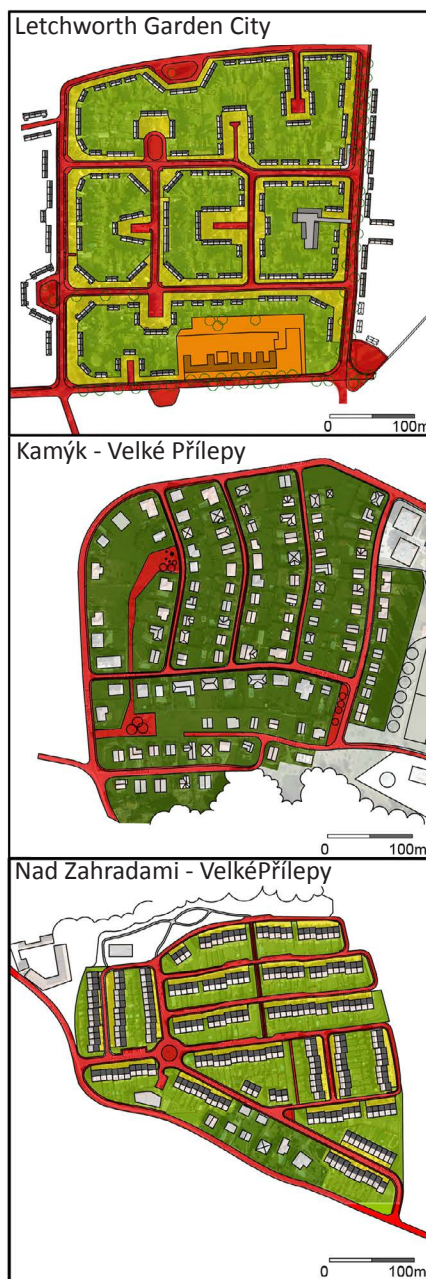 Letchworth Garden City
0 100m
Kamýk - Velké Přílepy
0 100m
Nad Zahradami - VelkéPřílepy
0 100m